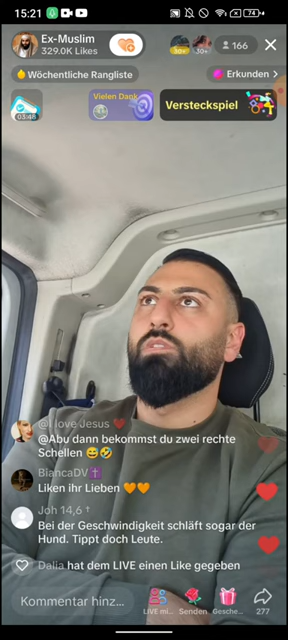 15:21
74
Ex-Muslim
329.0K Likes
30+
30+
166
Wöchentliche Rangliste
Erkunden >
03:48
Vielen Dank
Versteckspiel
@I love Jesus ❤️
@Abu dann bekommst du zwei rechte
Schellen 😅🤣
BiancaDV✝️
Liken ihr Lieben 🧡🧡
Joh 14,6 †
Bei der Geschwindigkeit schläft sogar der
Hund. Tippt doch Leute.
Dalia hat dem LIVE einen Like gegeben
Kommentar hinz...
LIVE mi...
Senden
Gesche...
277